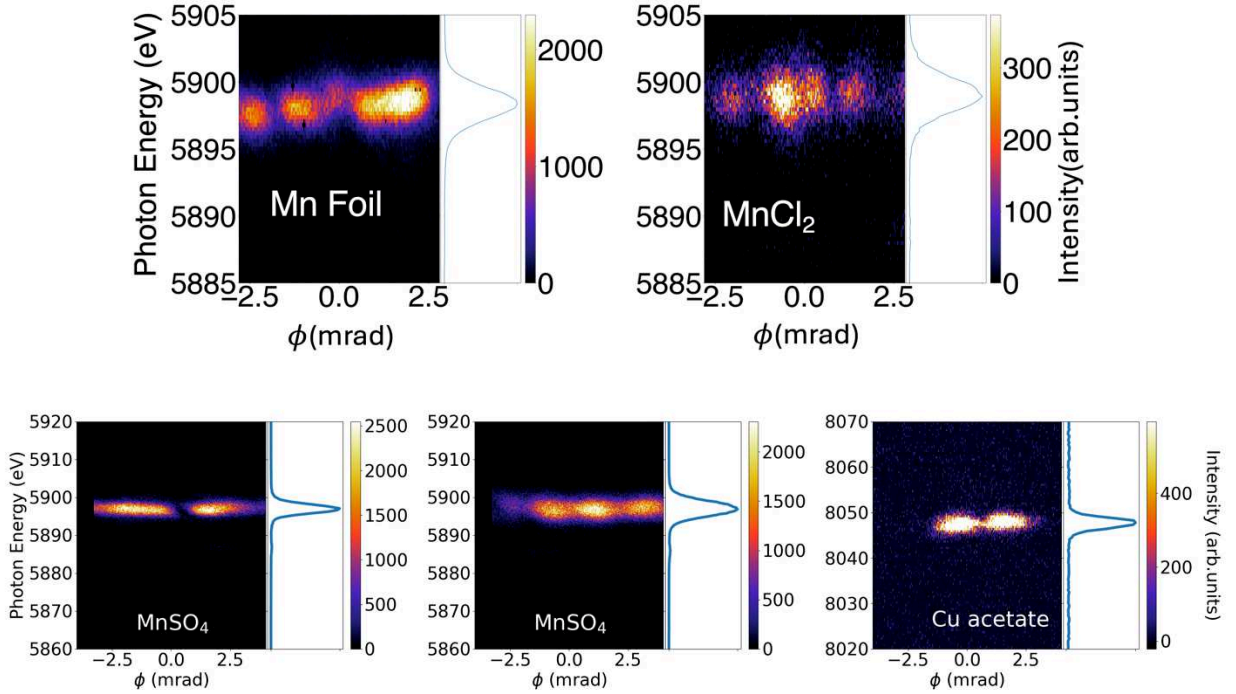 5905
5900
5895
5890
5885
Photon Energy (eV)
Mn Foil
−2.5 0.0 2.5
ϕ(mrad)
2000
1000
0
5905
5900
5895
5890
5885
MnCl₂
−2.5 0.0 2.5
ϕ(mrad)
300
200
100
0
Intensity(arb.units)
5920
5910
5900
5890
5880
5870
5860
Photon Energy (eV)
MnSO₄
−2.5 0.0 2.5
ϕ (mrad)
2500
2000
1500
1000
500
0
5920
5910
5900
5890
5880
5870
5860
MnSO₄
−2.5 0.0 2.5
ϕ (mrad)
2000
1500
1000
500
0
8070
8060
8050
8040
8030
8020
Cu acetate
−2.5 0.0 2.5
ϕ (mrad)
400
200
0
Intensity (arb.units)